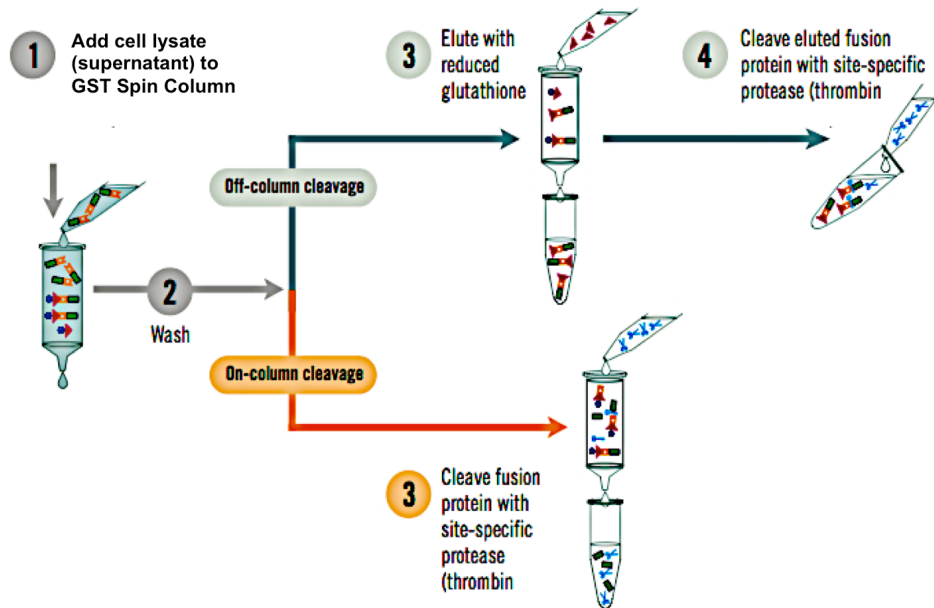 1
Add cell lysate
(supernatant) to
GST Spin Column
2
Wash
Off-column cleavage
3
Elute with
reduced
glutathione
4
Cleave eluted fusion
protein with site-specific
protease (thrombin
On-column cleavage
3
Cleave fusion
protein with
site-specific
protease
(thrombin